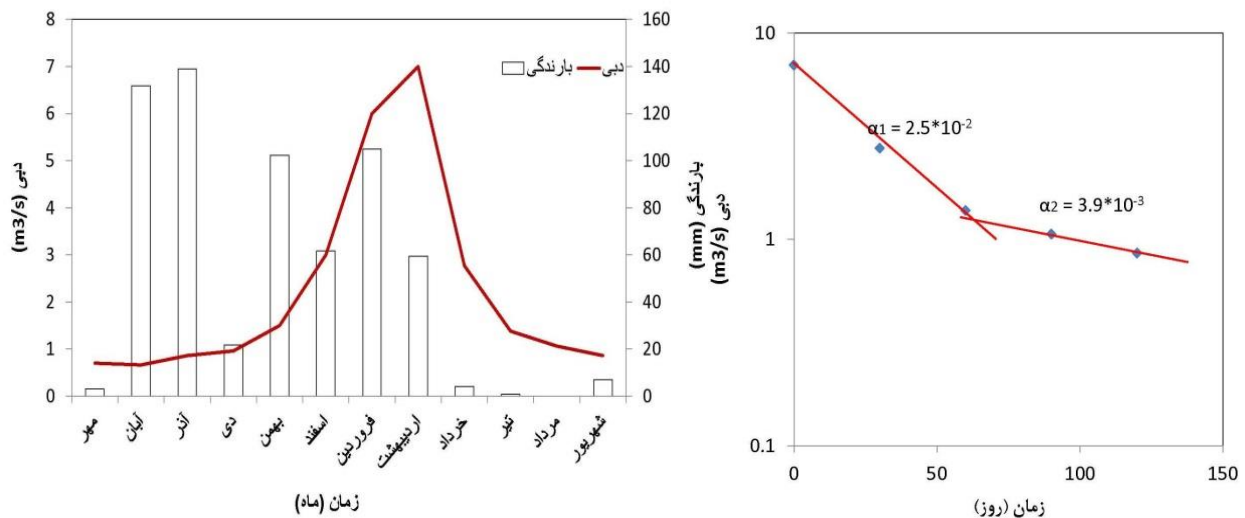 8
7
6
5
4
3
2
1
0
دبی (m3/s)
160
140
120
100
80
60
40
20
0
بارندگی (mm)
بارندگی
دبی
مهر
آبان
آذر
دی
بهمن
اسفند
فروردین
اردیبهشت
خرداد
تیر
مرداد
شهریور
زمان (ماه)
دبی (m3/s)
10
1
0.1
α1 = 2.5*10-2
α2 = 3.9*10-3
0
50
100
150
زمان (روز)